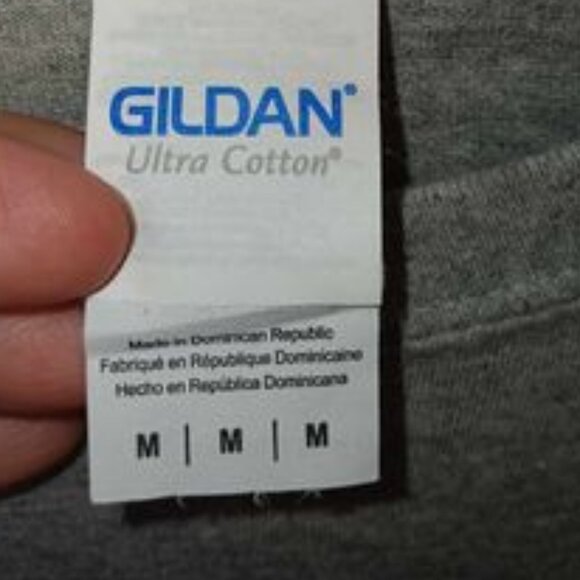 GILDAN®
Ultra Cotton®
Made in Dominican Republic
Fabriqué en République Dominicaine
Hecho en República Dominicana
M | M | M